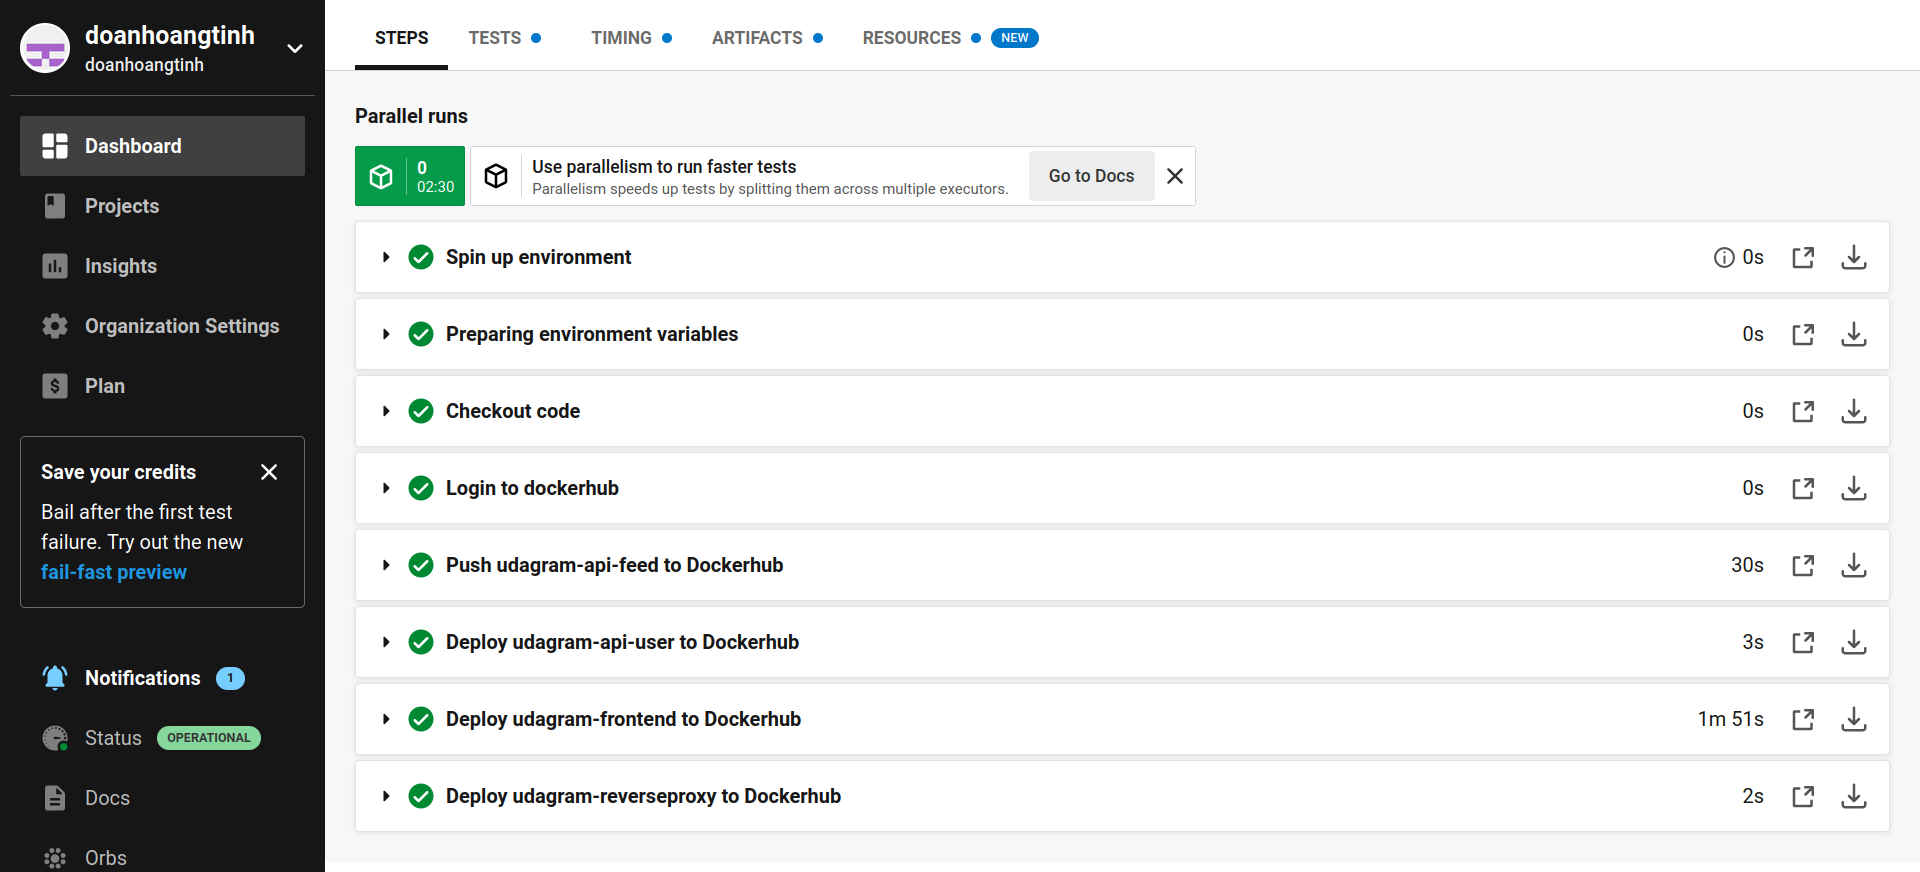 doanhoangtinh
doanhoangtinh
Dashboard
Projects
Insights
Organization Settings
Plan
Save your credits
Bail after the first test
failure. Try out the new
fail-fast preview
Notifications 1
Status OPERATIONAL
Docs
Orbs
STEPS TESTS TIMING ARTIFACTS RESOURCES NEW
Parallel runs
0
02:30
Use parallelism to run faster tests
Parallelism speeds up tests by splitting them across multiple executors.
Go to Docs
Spin up environment 0s
Preparing environment variables 0s
Checkout code 0s
Login to dockerhub 0s
Push udagram-api-feed to Dockerhub 30s
Deploy udagram-api-user to Dockerhub 3s
Deploy udagram-frontend to Dockerhub 1m 51s
Deploy udagram-reverseproxy to Dockerhub 2s